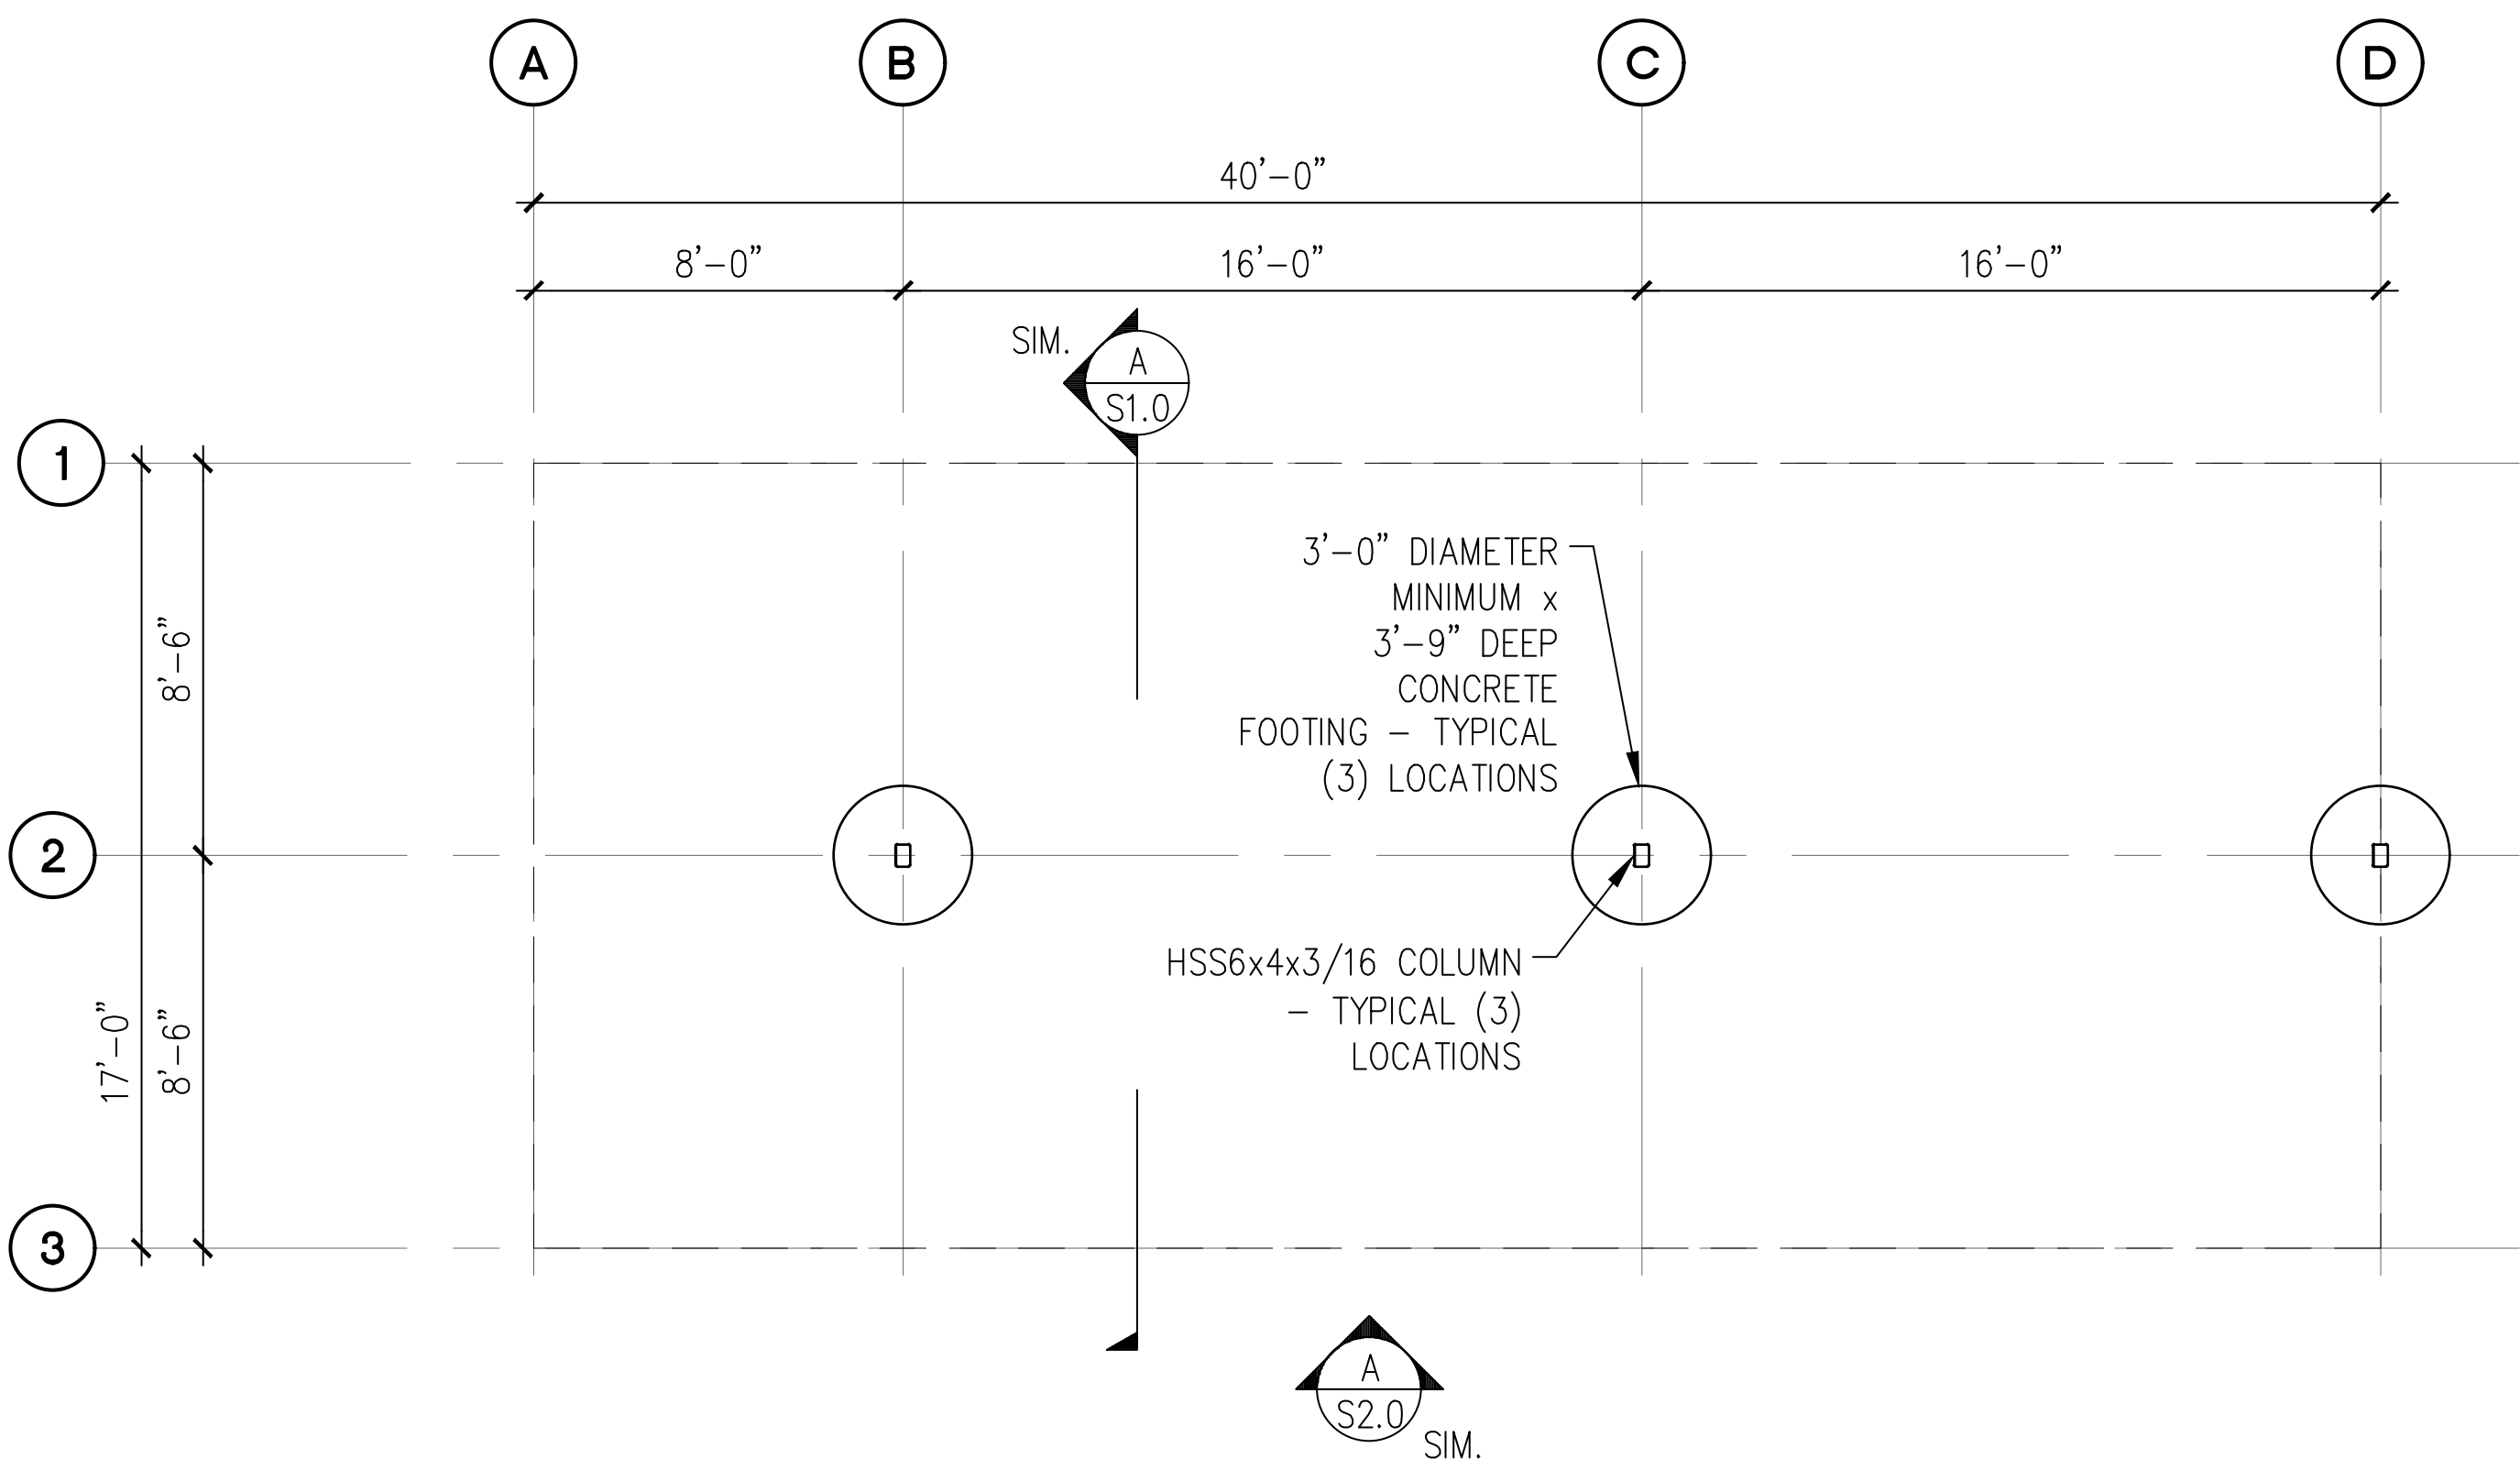 A B C D
40'-0"
8'-0" 16'-0" 16'-0"
SIM.
A
S1.0
1
8'-6"
3'-0" DIAMETER
MINIMUM x
3'-9" DEEP
CONCRETE
FOOTING - TYPICAL
(3) LOCATIONS
2
HSS6x4x3/16 COLUMN
- TYPICAL (3)
LOCATIONS
17'-0"
8'-6"
3
A
S2.0
SIM.